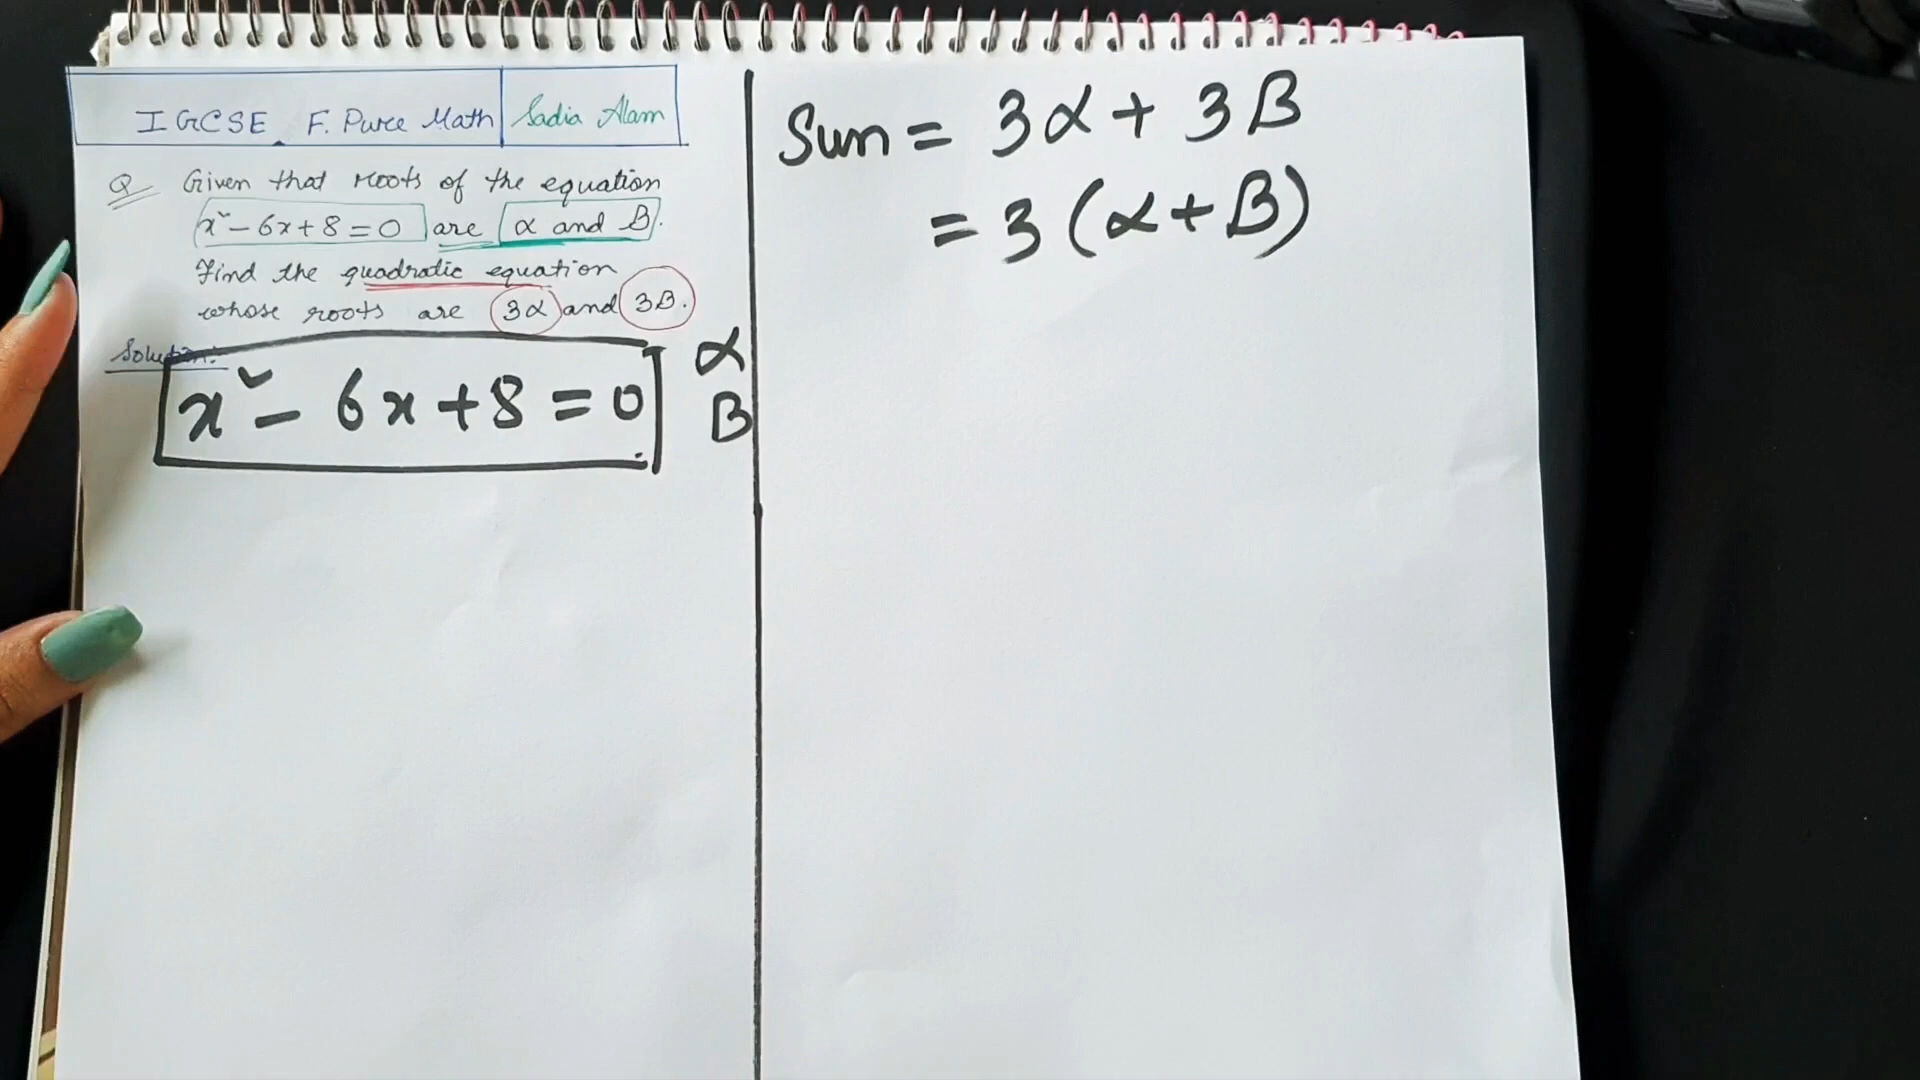 IGCSE F. Pure Math Sadia Alam
Q Given that roots of the equation
x² - 6x + 8 = 0 are α and β.
Find the quadratic equation
whose roots are 3α and 3β.
Solution:
x² - 6x + 8 = 0 α
β
Sum = 3α + 3β
= 3 (α + β)